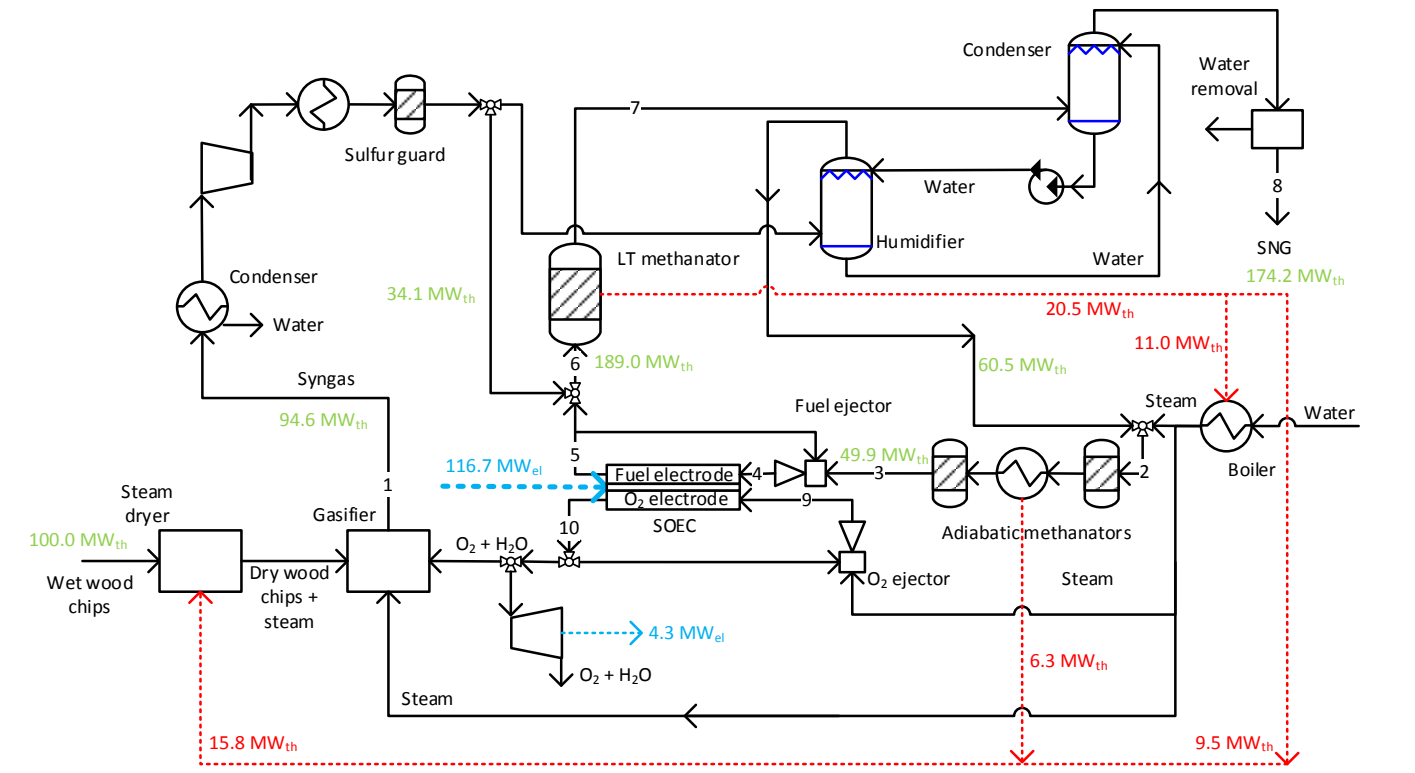 Condenser
Water
removal
7
Sulfur guard
Water
8
Humidifier
SNG
LT methanator
Water
174.2 MWth
Condenser
34.1 MWth
20.5 MWth
Water
11.0 MWth
6
189.0 MWth
60.5 MWth
Syngas
94.6 MWth
Fuel ejector
Steam
Water
5
49.9 MWth
116.7 MWel
Fuel electrode
4
3
2
Boiler
Steam
dryer
1
O2 electrode
9
Gasifier
SOEC
10
Adiabatic methanators
100.0 MWth
O2 + H2O
Wet wood
chips
Dry wood
chips +
steam
O2 ejector
Steam
4.3 MWel
6.3 MWth
O2 + H2O
Steam
15.8 MWth
9.5 MWth